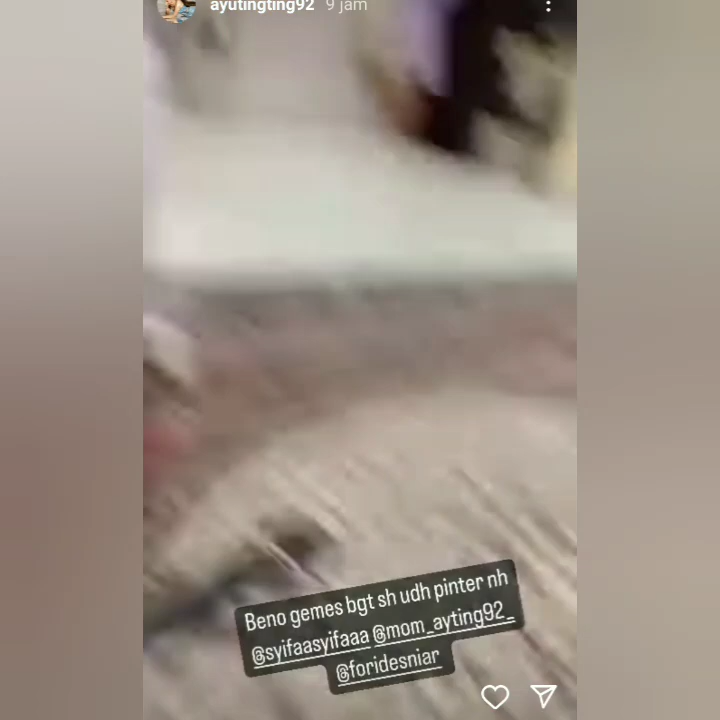 ayutingting92 9 jam
Beno gemes bgt sh udh pinter nh
@syifaasyifaaa @mom_ayting92_
@foridesniar